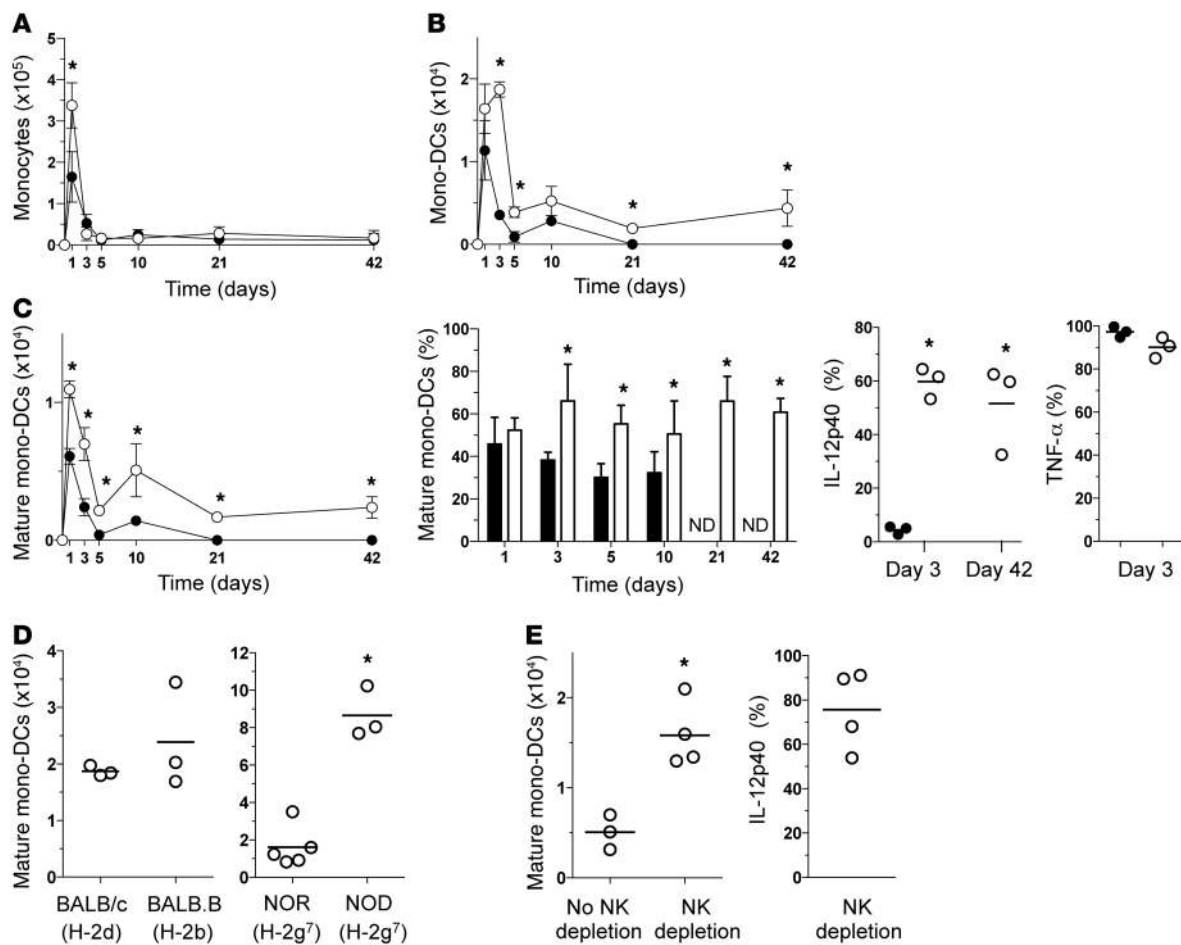 A
Monocytes (x10⁵)
5
4
3
2
1
0
*
1 3 5 10 21 42
Time (days)
B
Mono-DCs (x10⁴)
2
1
0
*
*
*
*
1 3 5 10 21 42
Time (days)
C
Mature mono-DCs (x10⁴)
1
0
*
*
*
*
*
*
1 3 5 10 21 42
Time (days)
Mature mono-DCs (%)
100
80
60
40
20
0
*
*
*
*
*
ND ND
1 3 5 10 21 42
Time (days)
IL-12p40 (%)
80
60
40
20
0
* *
Day 3 Day 42
TNF-α (%)
100
80
60
40
20
0
Day 3
D
Mature mono-DCs (x10⁴)
4
3
2
1
0
BALB/c BALB.B
(H-2d) (H-2b)
12
10
8
6
4
2
0
*
NOR NOD
(H-2g⁷) (H-2g⁷)
E
Mature mono-DCs (x10⁴)
2
1
0
*
No NK NK
depletion depletion
IL-12p40 (%)
100
80
60
40
20
0
NK
depletion